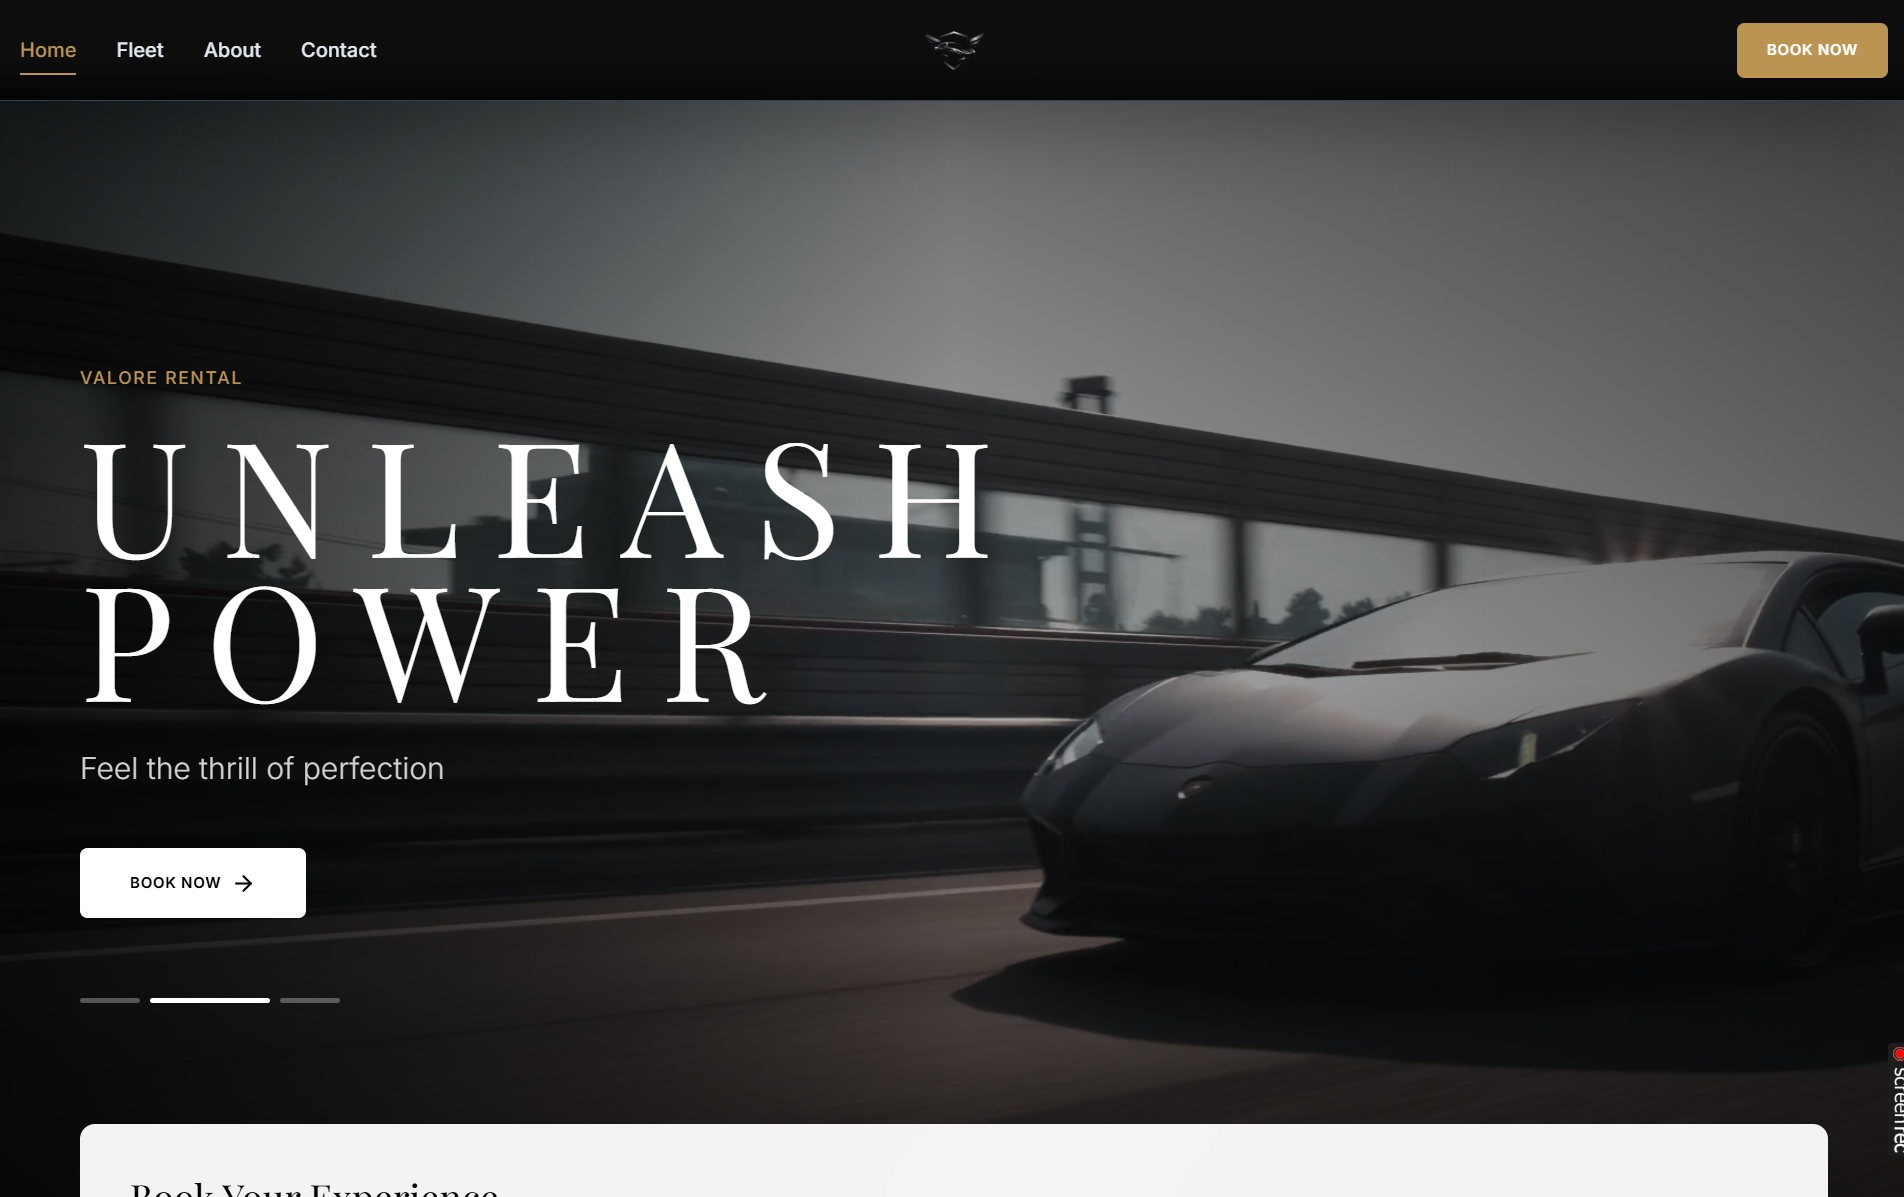 Home
Fleet
About
Contact
BOOK NOW
VALORE RENTAL
UNLEASH
POWER
Feel the thrill of perfection
BOOK NOW
Book Your Experience
screenrec